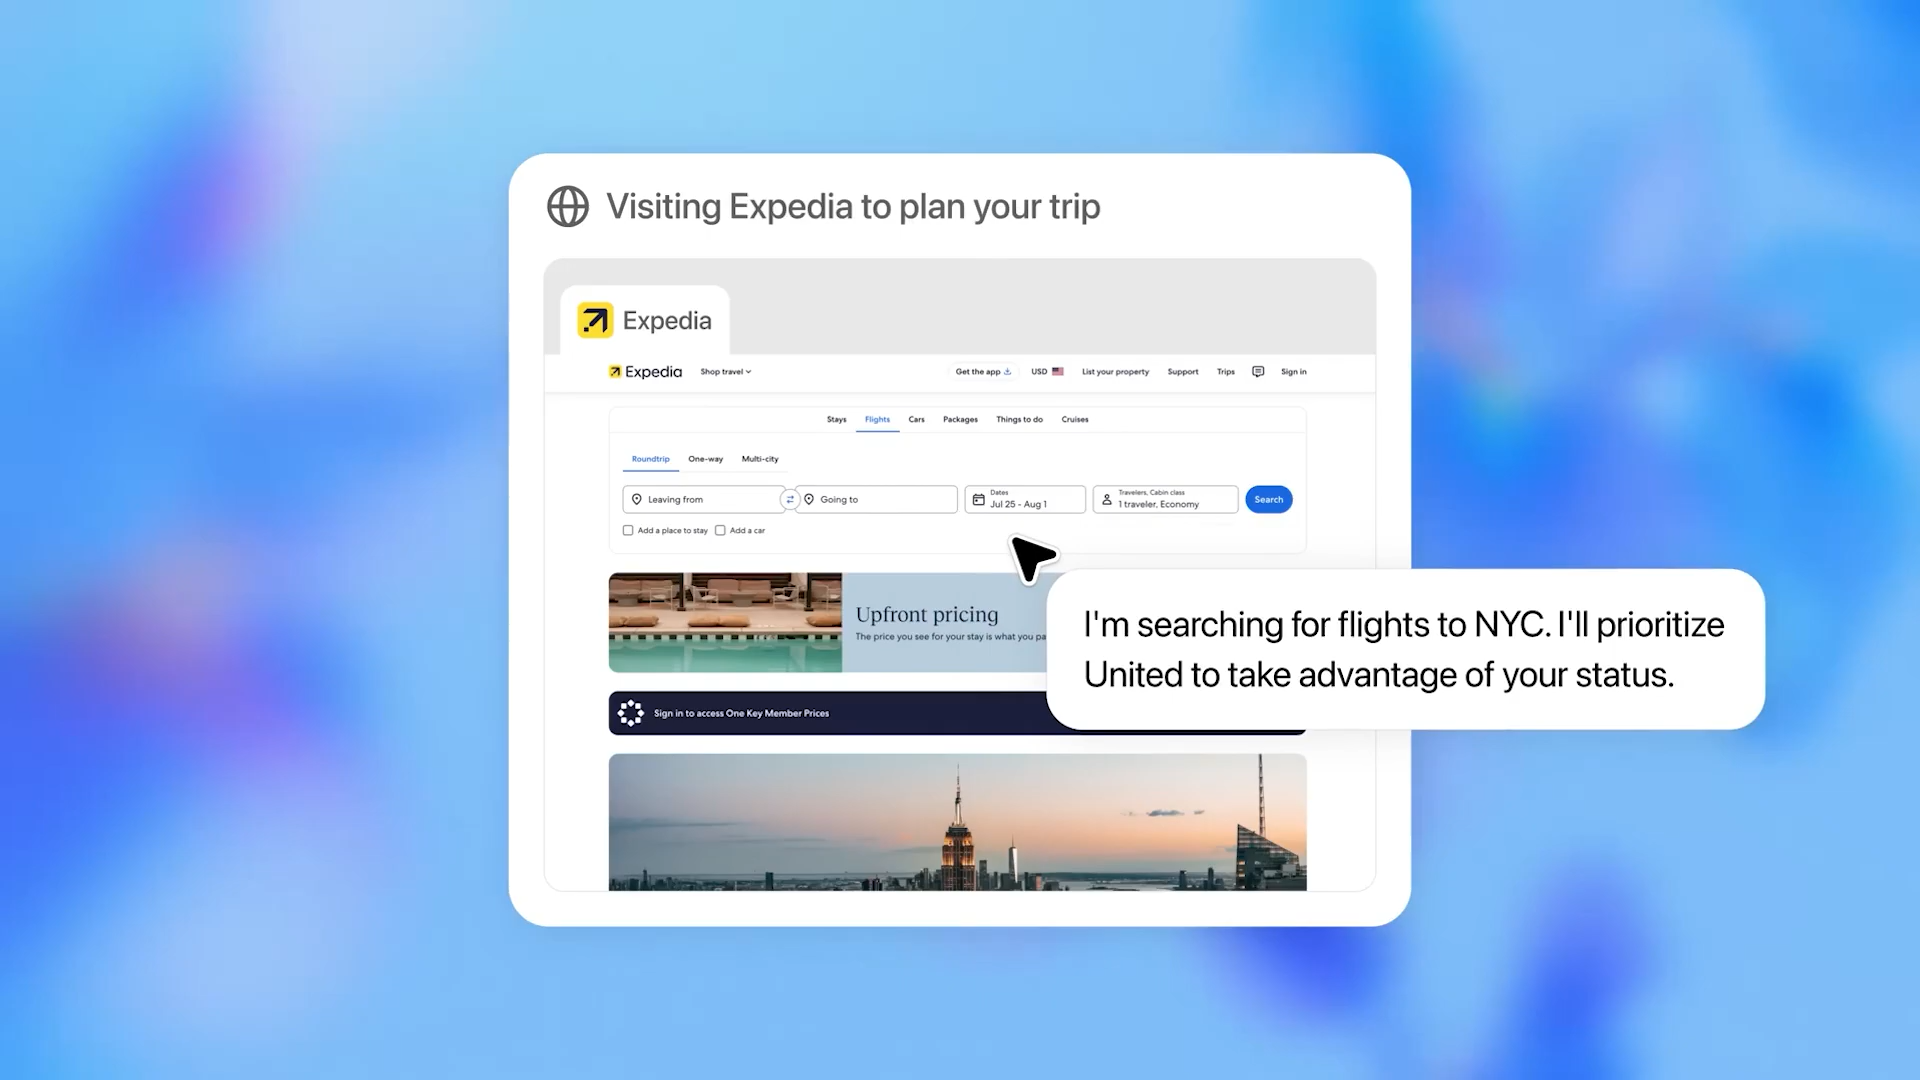 Visiting Expedia to plan your trip
Expedia
Expedia
Shop travel
Get the app
USD
List your property
Support
Trips
Sign in
Stays
Flights
Cars
Packages
Things to do
Cruises
Roundtrip
One-way
Multi-city
Leaving from
Going to
Dates
Jul 25 - Aug 1
Travelers, Cabin class
1 traveler, Economy
Search
Add a place to stay
Add a car
Upfront pricing
The price you see for your stay is what you pa
I'm searching for flights to NYC. I'll prioritize
United to take advantage of your status.
Sign in to access One Key Member Prices